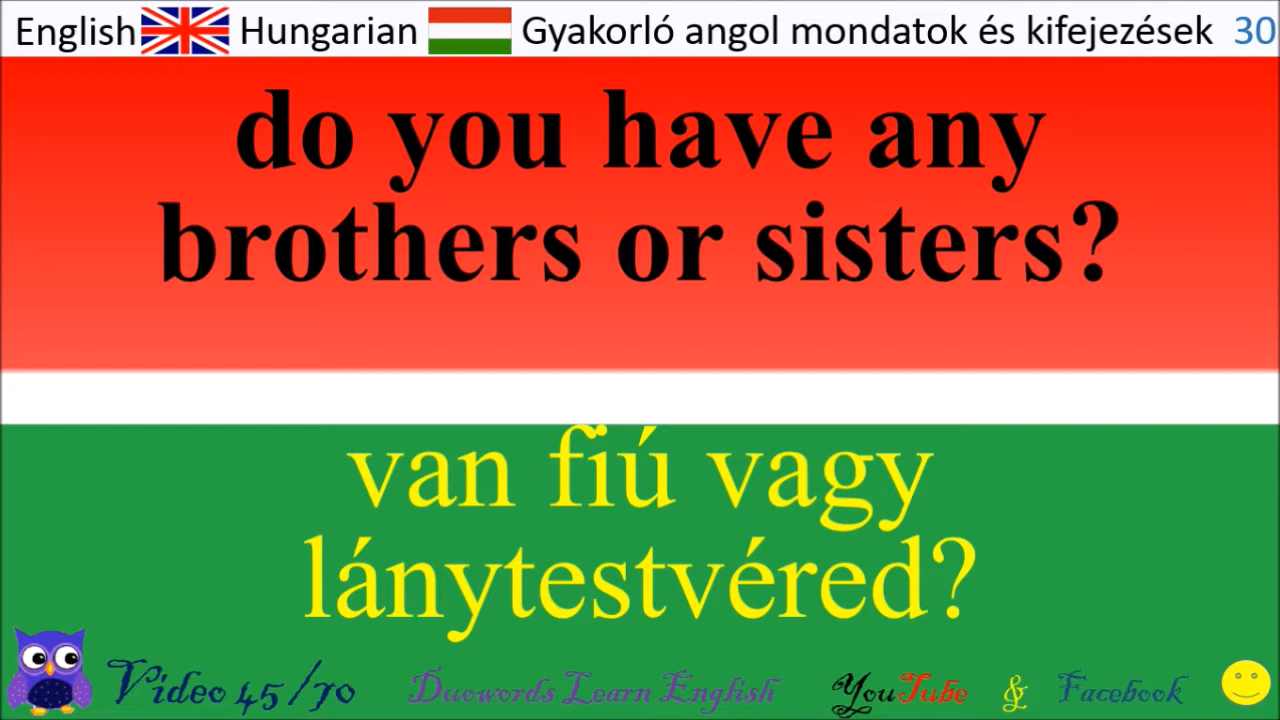 English Hungarian Gyakorló angol mondatok és kifejezések 30
do you have any
brothers or sisters?
van fiú vagy
lánytestvéred?
Video 45/70 Duowords Learn English YouTube & Facebook